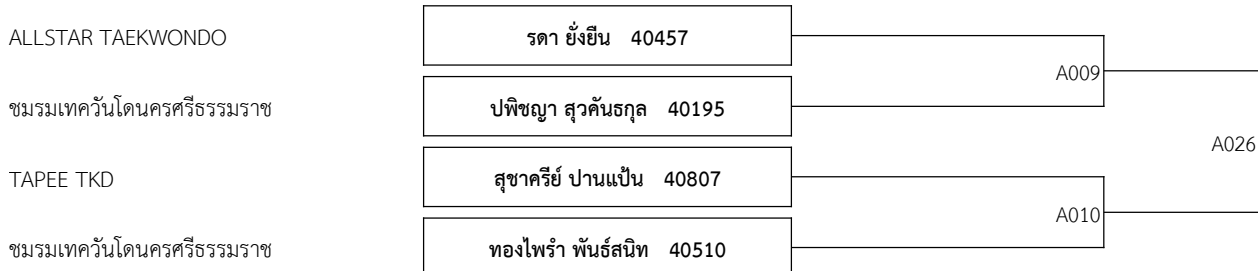 ALLSTAR TAEKWONDO รดา ยั่งยืน 40457
A009
ชมรมเทควันโดนครศรีธรรมราช ปพิชญา สุวคันธกุล 40195
A026
TAPEE TKD สุชาครีย์ ปานแป้น 40807
A010
ชมรมเทควันโดนครศรีธรรมราช ทองไพรำ พันธ์สนิท 40510